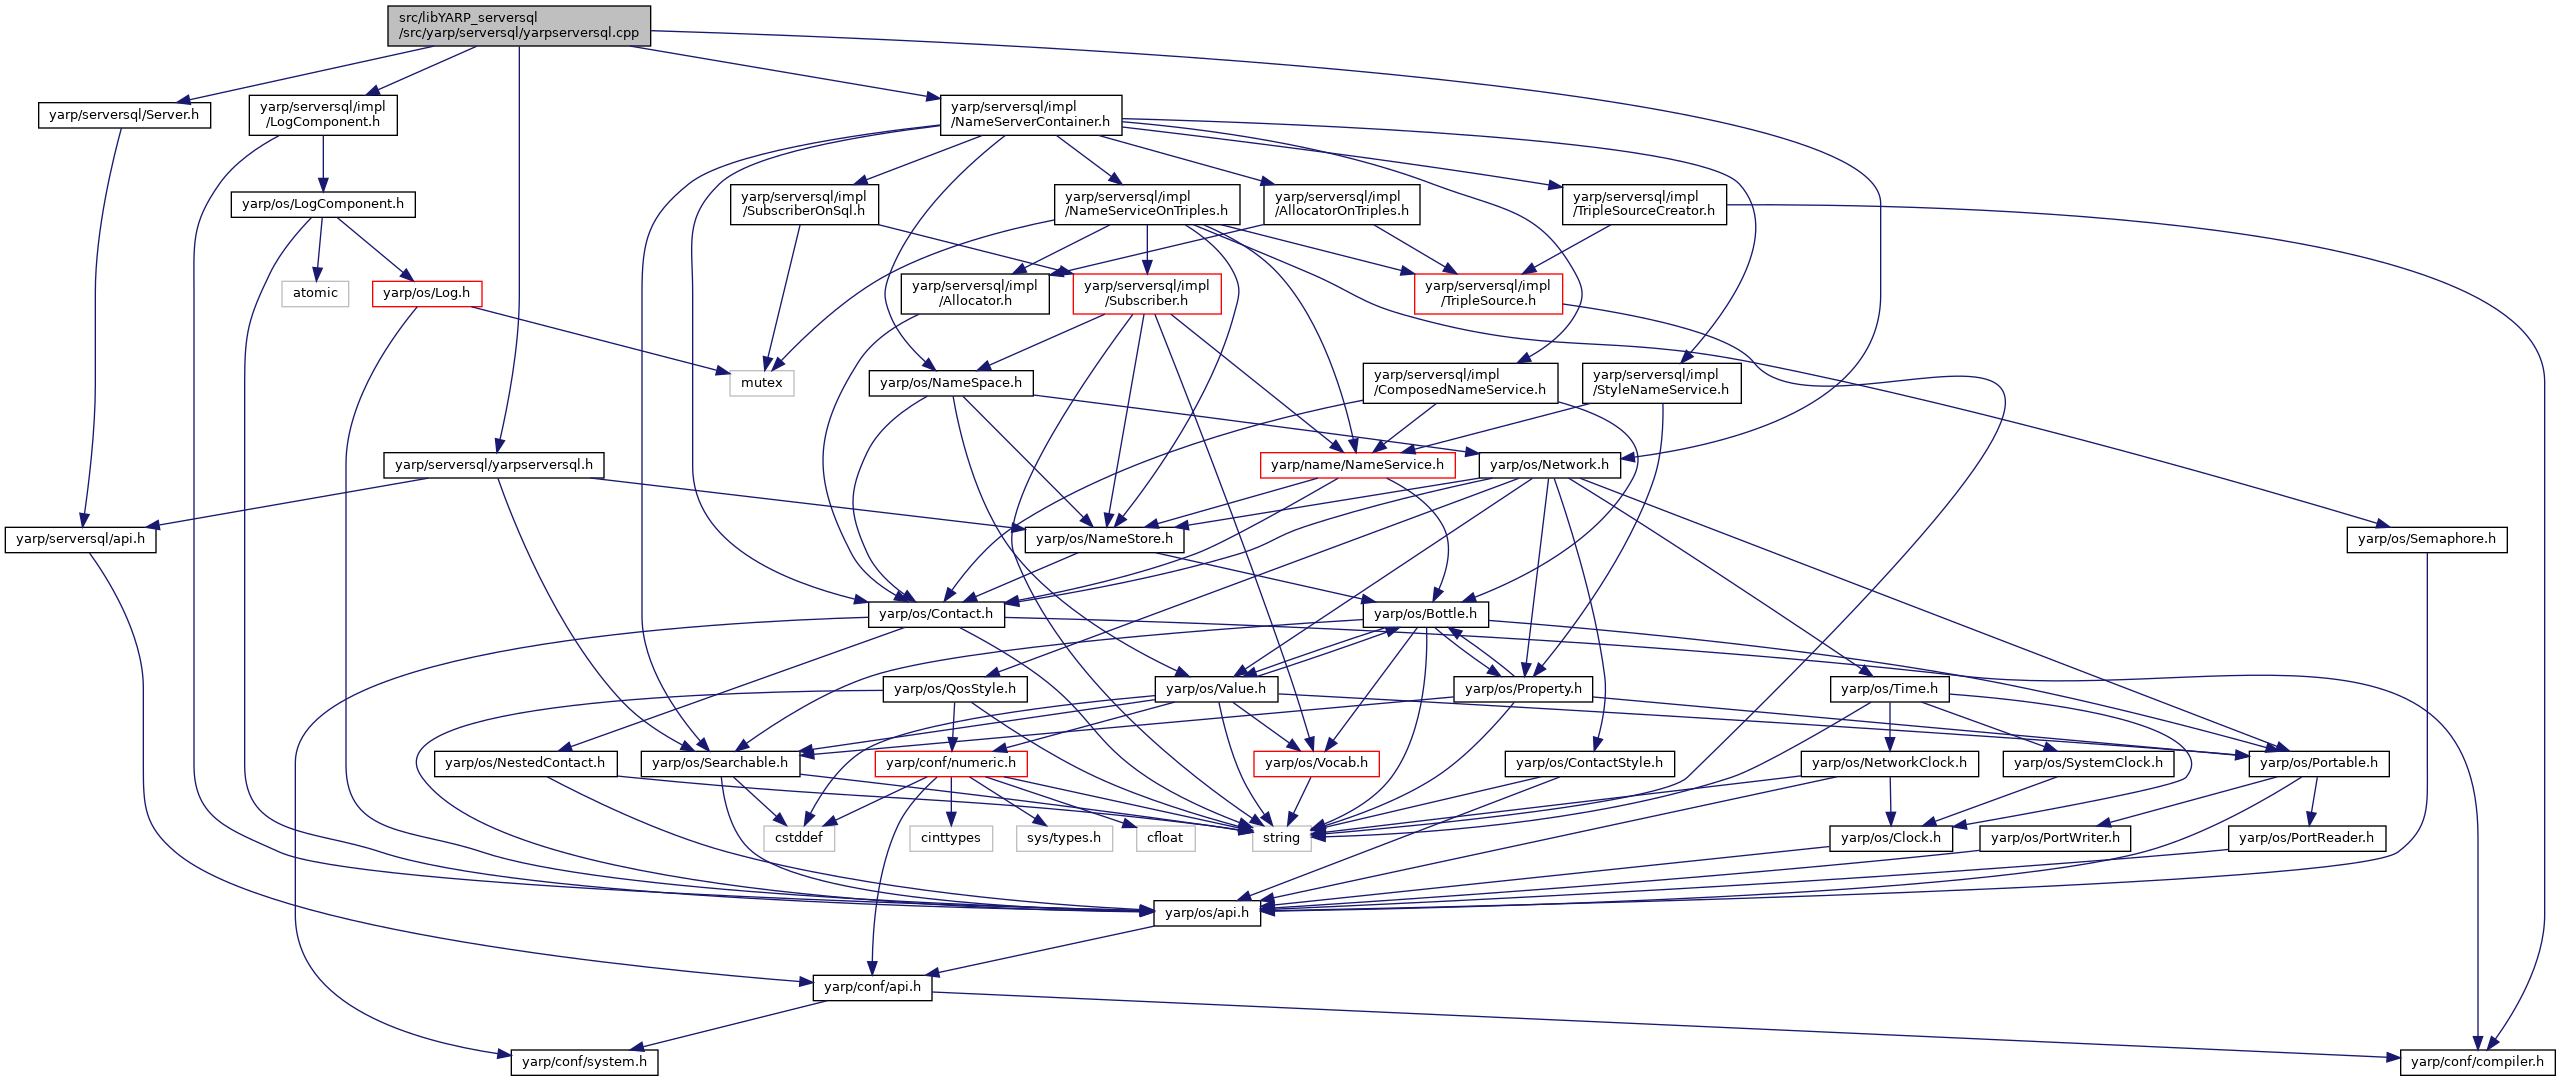 src/libYARP_serversql
/src/yarp/serversql/yarpserversql.cpp
yarp/serversql/Server.h
yarp/serversql/impl
/LogComponent.h
yarp/serversql/impl
/NameServerContainer.h
yarp/os/LogComponent.h
yarp/serversql/impl
/SubscriberOnSql.h
yarp/serversql/impl
/NameServiceOnTriples.h
yarp/serversql/impl
/AllocatorOnTriples.h
yarp/serversql/impl
/TripleSourceCreator.h
atomic
yarp/os/Log.h
yarp/serversql/impl
/Allocator.h
yarp/serversql/impl
/Subscriber.h
yarp/serversql/impl
/TripleSource.h
mutex
yarp/os/NameSpace.h
yarp/serversql/impl
/ComposedNameService.h
yarp/serversql/impl
/StyleNameService.h
yarp/serversql/yarpserversql.h
yarp/name/NameService.h
yarp/os/Network.h
yarp/serversql/api.h
yarp/os/NameStore.h
yarp/os/Semaphore.h
yarp/os/Contact.h
yarp/os/Bottle.h
yarp/os/QosStyle.h
yarp/os/Value.h
yarp/os/Property.h
yarp/os/Time.h
yarp/os/NestedContact.h
yarp/os/Searchable.h
yarp/conf/numeric.h
yarp/os/Vocab.h
yarp/os/ContactStyle.h
yarp/os/NetworkClock.h
yarp/os/SystemClock.h
yarp/os/Portable.h
cstddef
cinttypes
sys/types.h
cfloat
string
yarp/os/Clock.h
yarp/os/PortWriter.h
yarp/os/PortReader.h
yarp/os/api.h
yarp/conf/api.h
yarp/conf/system.h
yarp/conf/compiler.h